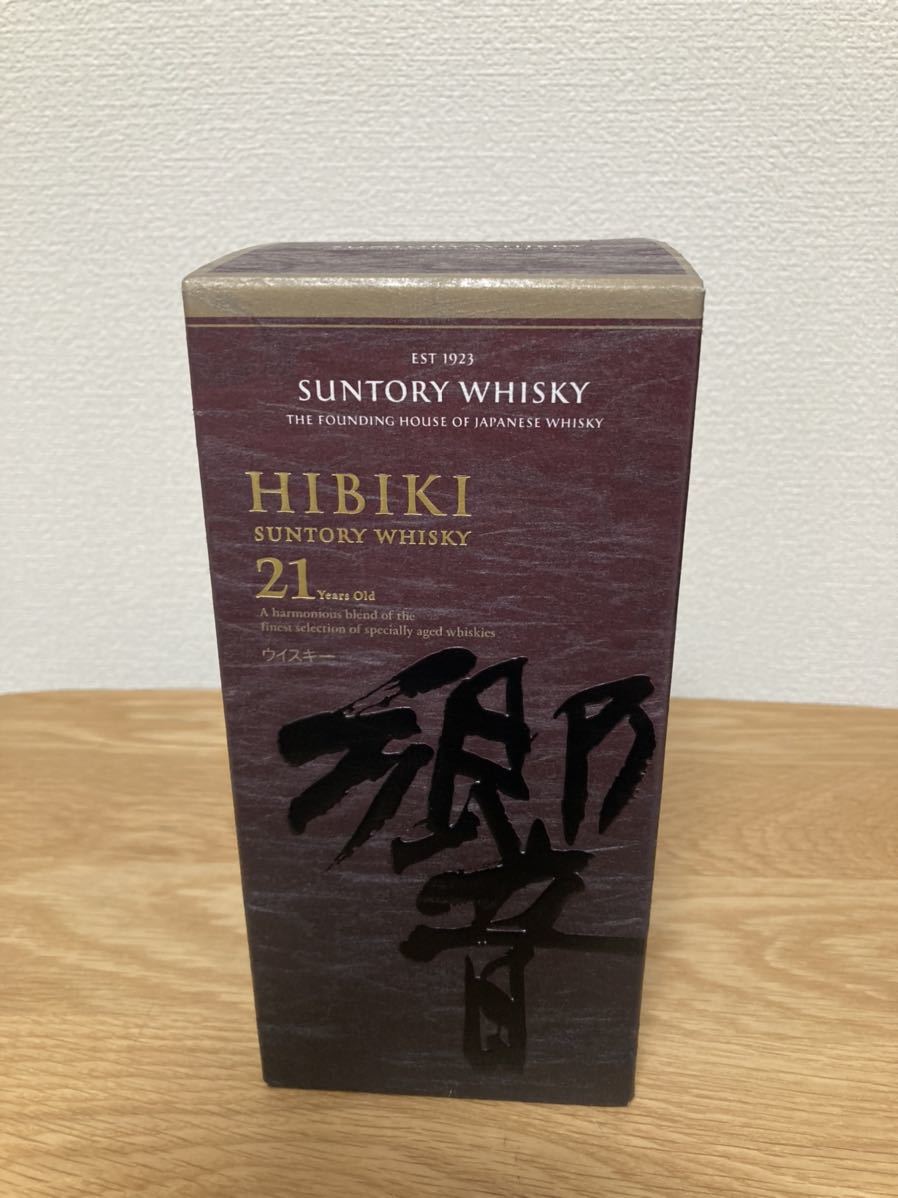 EST 1923
SUNTORY WHISKY
THE FOUNDING HOUSE OF JAPANESE WHISKY
HIBIKI
SUNTORY WHISKY
21 Years Old
A harmonious blend of the
finest selection of specially aged whiskies
ウイスキー
響